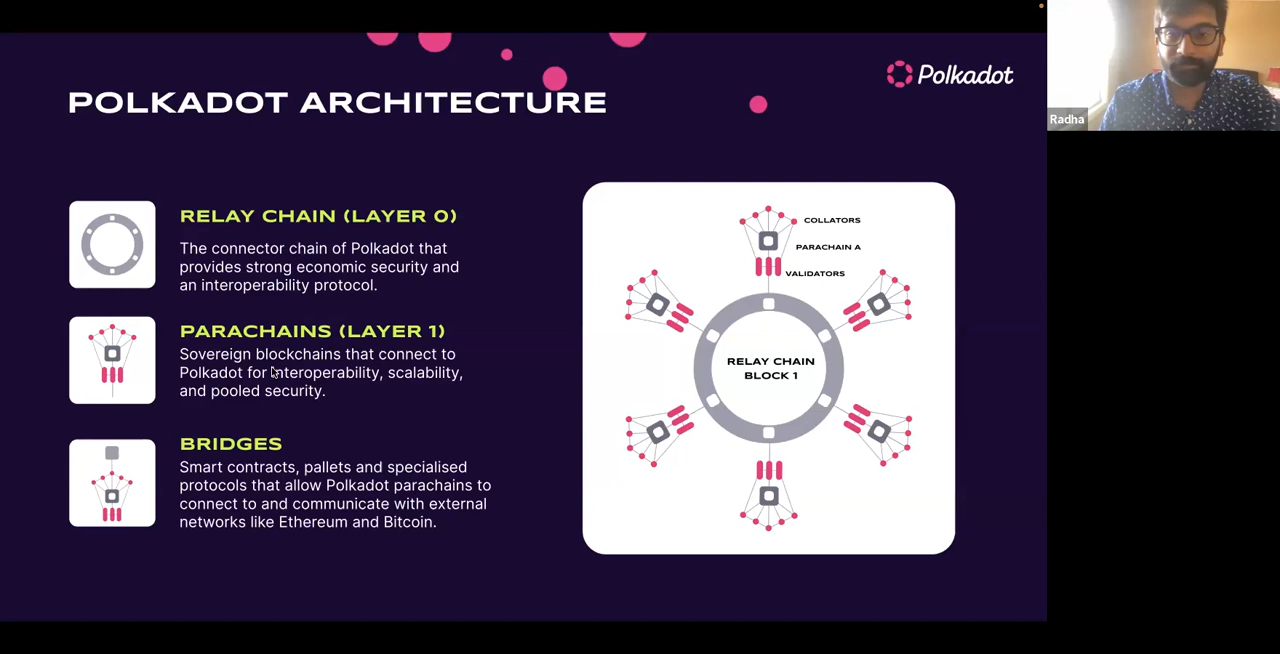 POLKADOT ARCHITECTURE
Polkadot
Radha
RELAY CHAIN (LAYER 0)
The connector chain of Polkadot that
provides strong economic security and
an interoperability protocol.
PARACHAINS (LAYER 1)
Sovereign blockchains that connect to
Polkadot for interoperability, scalability,
and pooled security.
BRIDGES
Smart contracts, pallets and specialised
protocols that allow Polkadot parachains to
connect to and communicate with external
networks like Ethereum and Bitcoin.
COLLATORS
PARACHAIN A
VALIDATORS
RELAY CHAIN
BLOCK 1